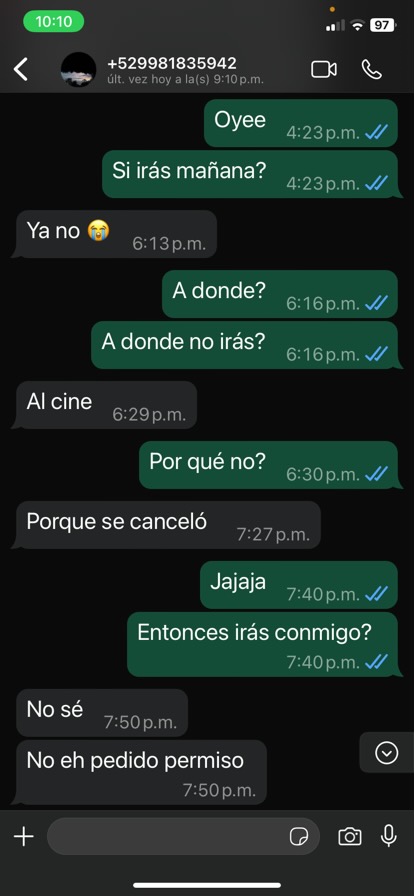 10:10
97
+529981835942
últ. vez hoy a la(s) 9:10 p.m.
Oyee
4:23 p.m.
Si irás mañana?
4:23 p.m.
Ya no 😭
6:13 p.m.
A donde?
6:16 p.m.
A donde no irás?
6:16 p.m.
Al cine
6:29 p.m.
Por qué no?
6:30 p.m.
Porque se canceló
7:27 p.m.
Jajaja
7:40 p.m.
Entonces irás conmigo?
7:40 p.m.
No sé
7:50 p.m.
No eh pedido permiso
7:50 p.m.